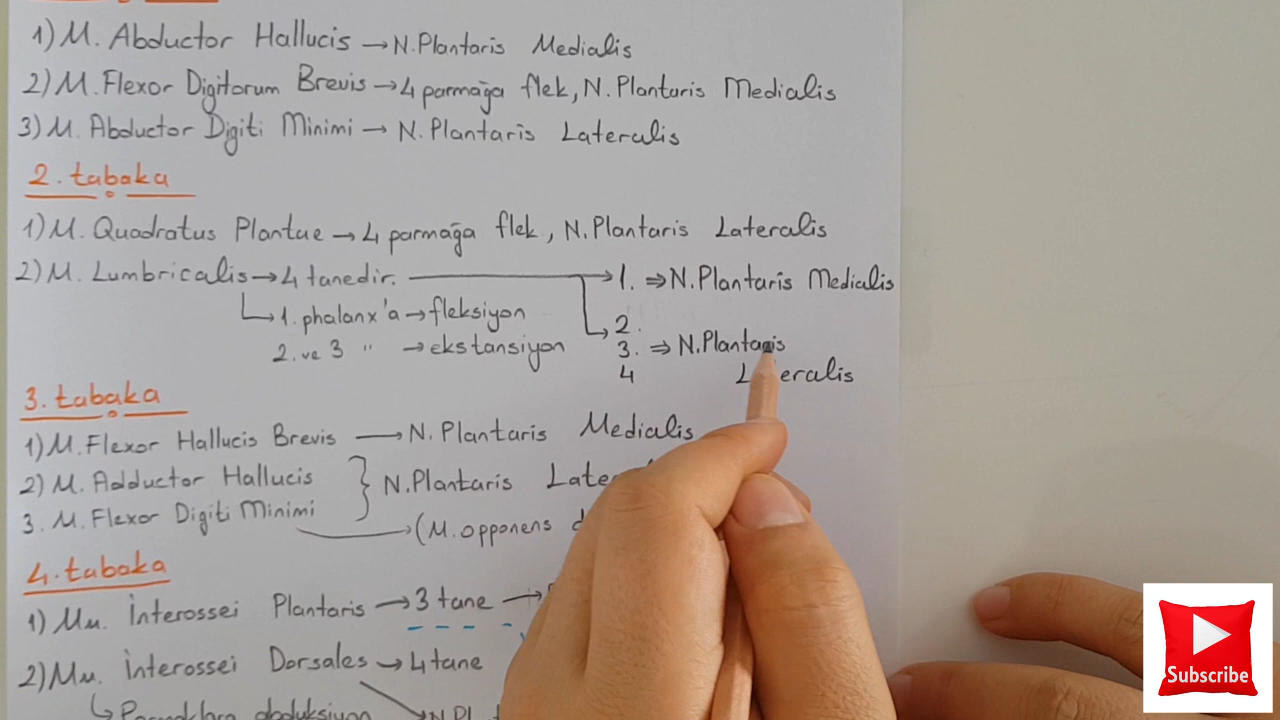 1) M. Abductor Hallucis → N.Plantaris Medialis
2) M. Flexor Digitorum Brevis → 4 parmağa flek, N. Plantaris Medialis
3) M. Abductor Digiti Minimi → N. Plantaris Lateralis
2. tabaka
1) M. Quadratus Plantae → 4 parmağa flek, N. Plantaris Lateralis
2) M. Lumbricalis → 4 tanedir. → 1. ⇒ N.Plantaris Medialis
→ 1. phalanx'a → fleksiyon 2.
2. ve 3 " → ekstansiyon 3. ⇒ N.Plantaris
4 Lateralis
3. tabaka
1) M. Flexor Hallucis Brevis → N. Plantaris Medialis
2) M. Adductor Hallucis } N.Plantaris
3. M. Flexor Digiti Minimi → (M. opponens
4. tabaka
1) Mm. İnterossei Plantaris → 3 tane →
2) Mm. İnterossei Dorsales → 4 tane
Parmaklara abduksiyon
Subscribe